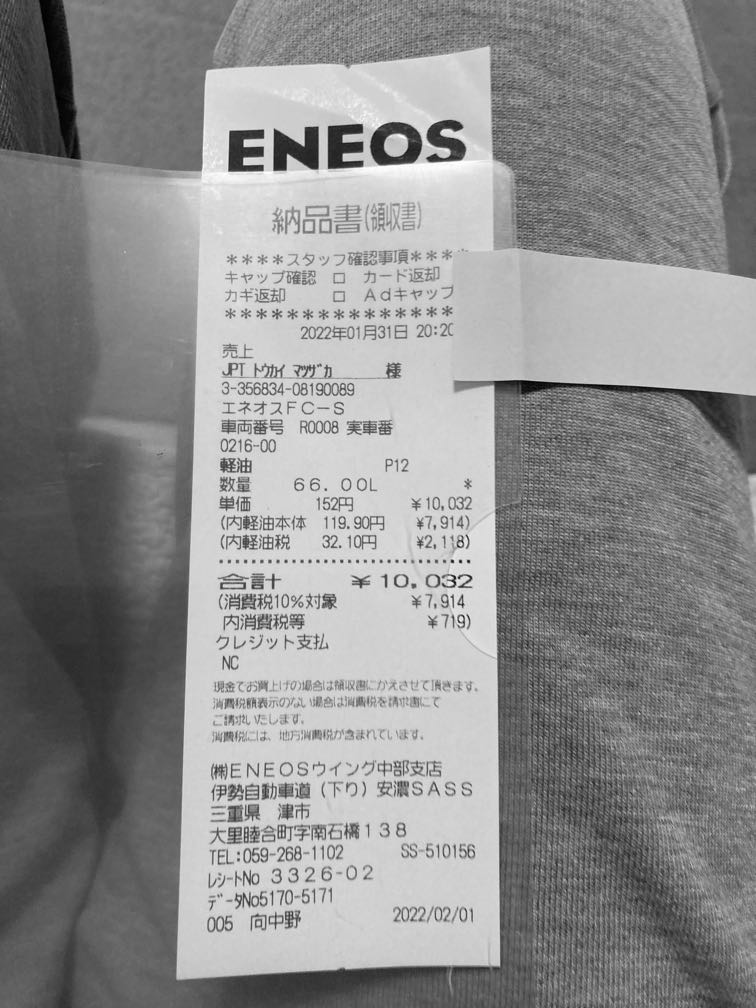 ENEOS
納品書(領収書)
****スタッフ確認事項****
キャップ確認 □ カード返却
カギ返却 □ Adキャップ
***************
2022年01月31日 20:20
売上
JPT トウカイ マツザカ 様
3-356834-08190089
エネオスFC-S
車両番号 R0008 実車番
0216-00
軽油 P12
数量 66.00L *
単価 152円 ¥10,032
(内軽油本体 119.90円 ¥7,914)
(内軽油税 32.10円 ¥2,118)
合計 ¥10,032
(消費税10%対象 ¥7,914
内消費税等 ¥719)
クレジット支払
NC
現金でお買上げの場合は領収書にかえさせて頂きます。
消費税額表示のない場合は消費税を請求書にて
ご請求いたします。
消費税には、地方消費税が含まれています。
㈱ENEOSウイング中部支店
伊勢自動車道(下り)安濃SASS
三重県 津市
大里睦合町字南石橋138
TEL:059-268-1102 SS-510156
レシートNo 3326-02
データNo5170-5171
005 向中野 2022/02/01